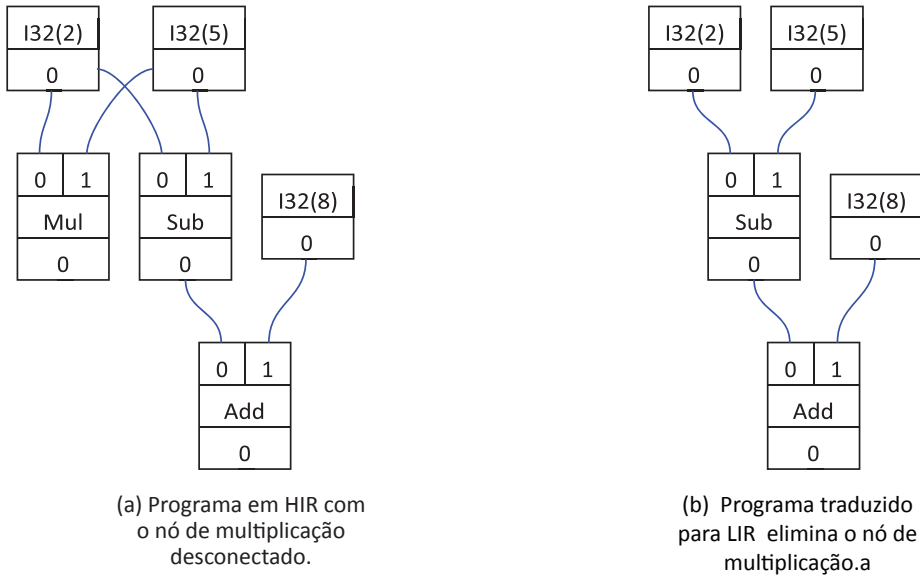 I32(2) I32(5) I32(2) I32(5)
0 0 0 0
0 1 0 1 I32(8) 0 1 I32(8)
Mul Sub 0 Sub 0
0 0 0
0 1 0 1
Add Add
0 0
(a) Programa em HIR com
o nó de multiplicação
desconectado.
(b) Programa traduzido
para LIR elimina o nó de
multiplicação.a